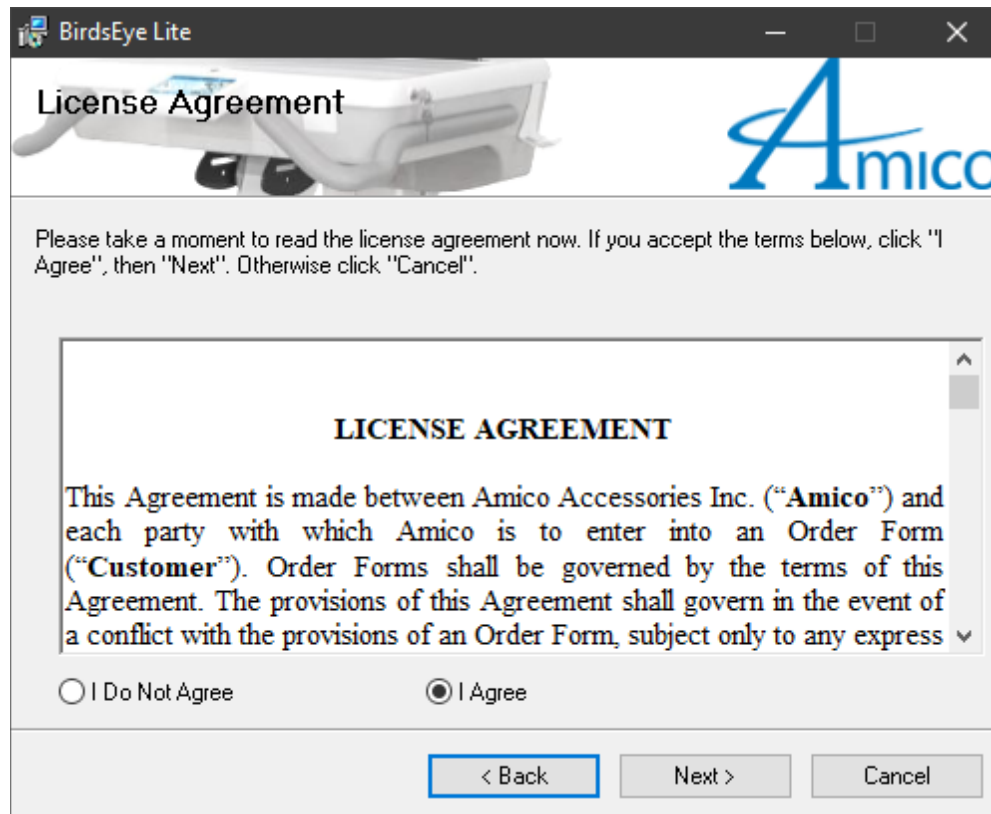 BirdsEye Lite
License Agreement
Amico
Please take a moment to read the license agreement now. If you accept the terms below, click "I
Agree", then "Next". Otherwise click "Cancel".
LICENSE AGREEMENT
This Agreement is made between Amico Accessories Inc. (“Amico”) and
each party with which Amico is to enter into an Order Form
(“Customer”). Order Forms shall be governed by the terms of this
Agreement. The provisions of this Agreement shall govern in the event of
a conflict with the provisions of an Order Form, subject only to any express
I Do Not Agree
I Agree
< Back
Next >
Cancel